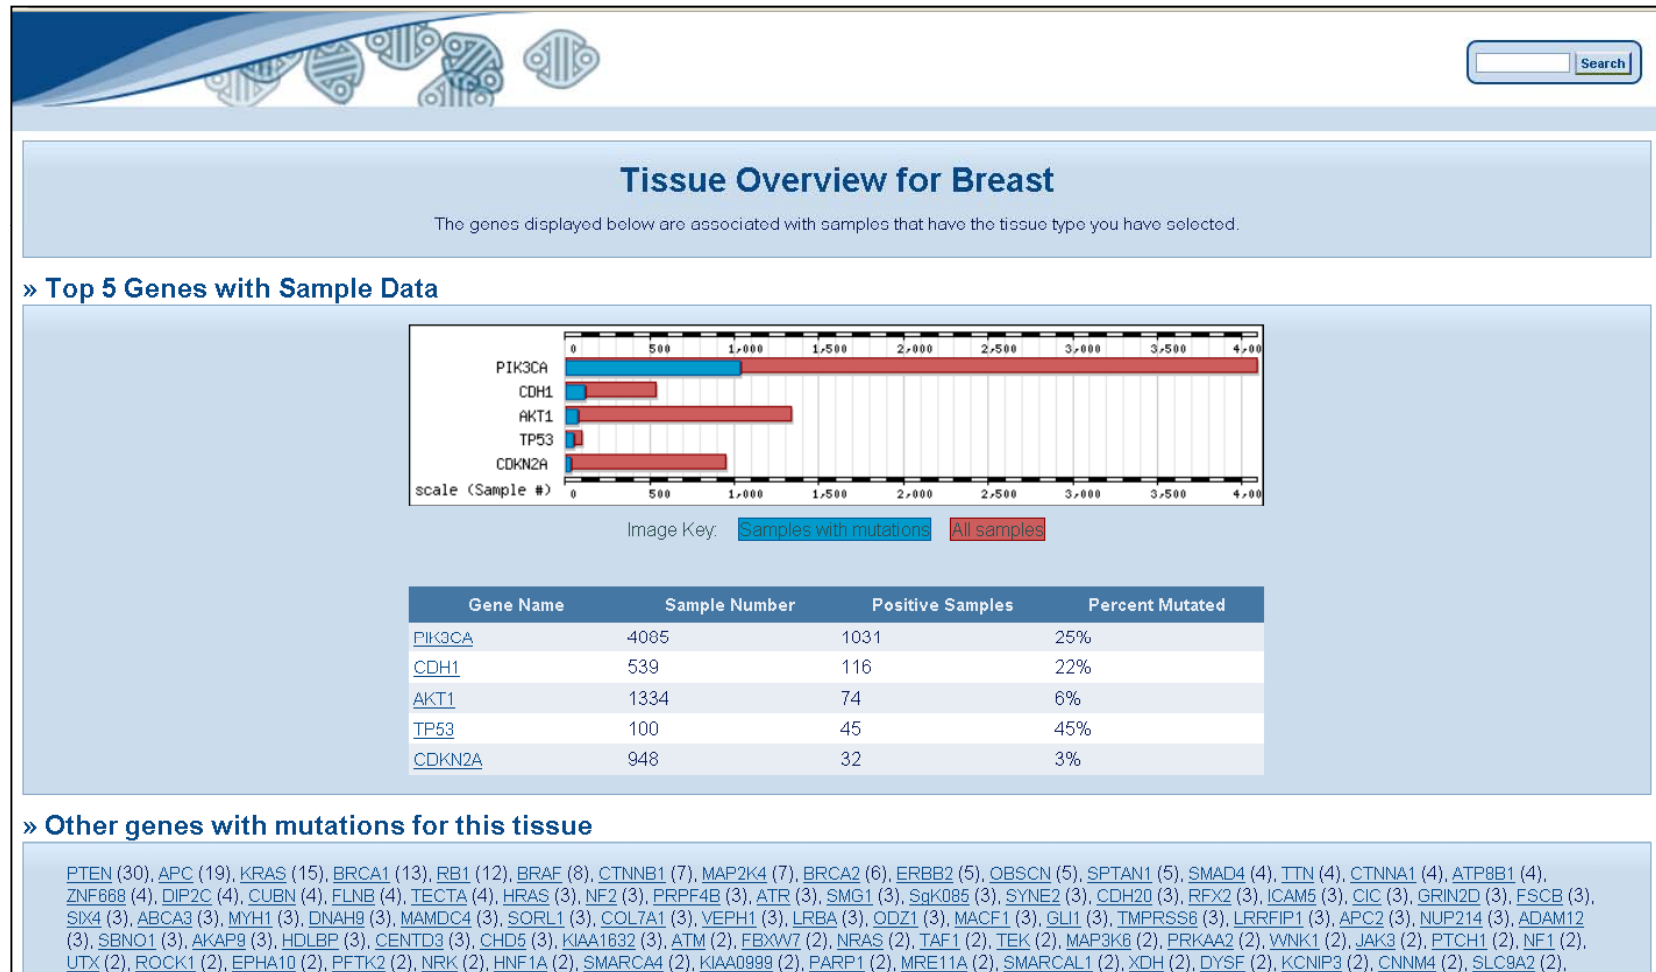 Search
Tissue Overview for Breast
The genes displayed below are associated with samples that have the tissue type you have selected.
» Top 5 Genes with Sample Data
0 500 1,000 1,500 2,000 2,500 3,000 3,500 4,00
PIK3CA
CDH1
AKT1
TP53
CDKN2A
scale (Sample #) 0 500 1,000 1,500 2,000 2,500 3,000 3,500 4,00
Image Key: Samples with mutations All samples
Gene Name Sample Number Positive Samples Percent Mutated
PIK3CA 4085 1031 25%
CDH1 539 116 22%
AKT1 1334 74 6%
TP53 100 45 45%
CDKN2A 948 32 3%
» Other genes with mutations for this tissue
PTEN (30), APC (19), KRAS (15), BRCA1 (13), RB1 (12), BRAF (8), CTNNB1 (7), MAP2K4 (7), BRCA2 (6), ERBB2 (5), OBSCN (5), SPTAN1 (5), SMAD4 (4), TTN (4), CTNNA1 (4), ATP8B1 (4),
ZNF668 (4), DIP2C (4), CUBN (4), FLNB (4), TECTA (4), HRAS (3), NF2 (3), PRPF4B (3), ATR (3), SMG1 (3), SgK085 (3), SYNE2 (3), CDH20 (3), RFX2 (3), ICAM5 (3), CIC (3), GRIN2D (3), FSCB (3),
SIX4 (3), ABCA3 (3), MYH1 (3), DNAH9 (3), MAMDC4 (3), SORL1 (3), COL7A1 (3), VEPH1 (3), LRBA (3), ODZ1 (3), MACF1 (3), GLI1 (3), TMPRSS6 (3), LRRFIP1 (3), APC2 (3), NUP214 (3), ADAM12
(3), SBNO1 (3), AKAP9 (3), HDLBP (3), CENTD3 (3), CHD5 (3), KIAA1632 (3), ATM (2), FBXW7 (2), NRAS (2), TAF1 (2), TEK (2), MAP3K6 (2), PRKAA2 (2), WNK1 (2), JAK3 (2), PTCH1 (2), NF1 (2),
UTX (2), ROCK1 (2), EPHA10 (2), PFTK2 (2), NRK (2), HNF1A (2), SMARCA4 (2), KIAA0999 (2), PARP1 (2), MRE11A (2), SMARCAL1 (2), XDH (2), DYSF (2), KCNIP3 (2), CNNM4 (2), SLC9A2 (2),